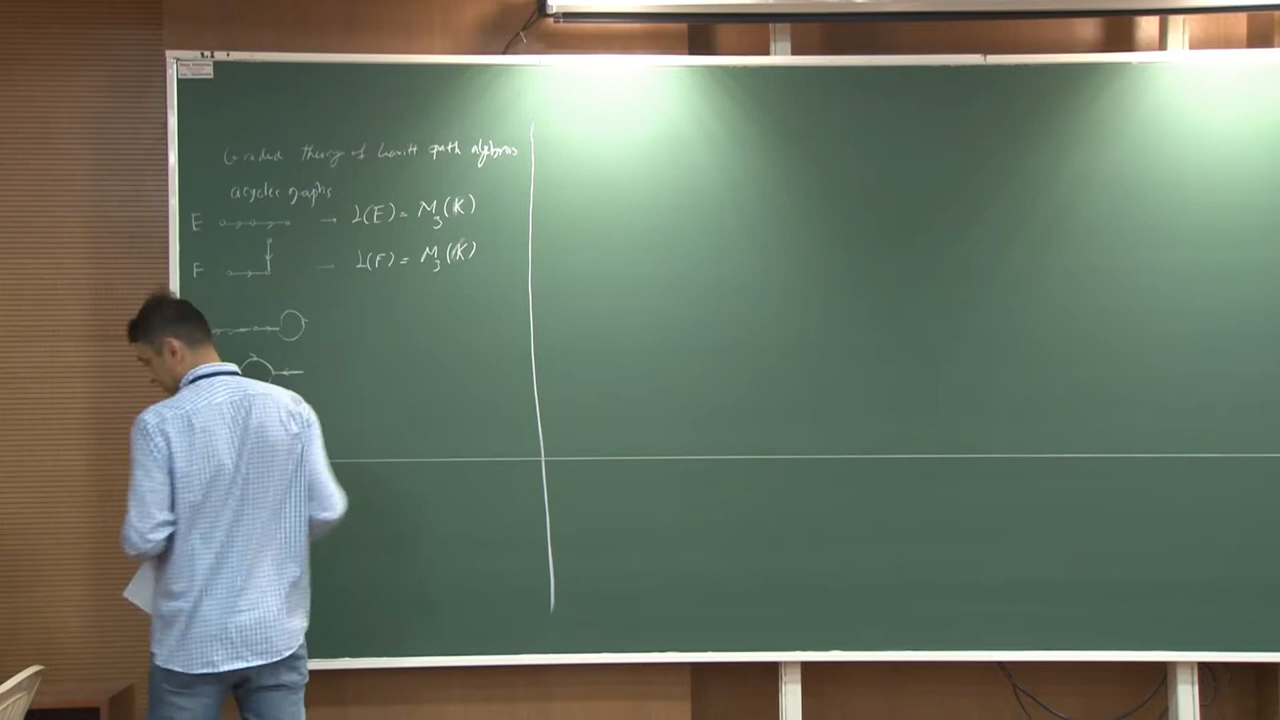 Graded theory of Leavitt path algebras
acyclic graphs
E → L(E) = M₃(K)
F → L(F) = M₃(K)